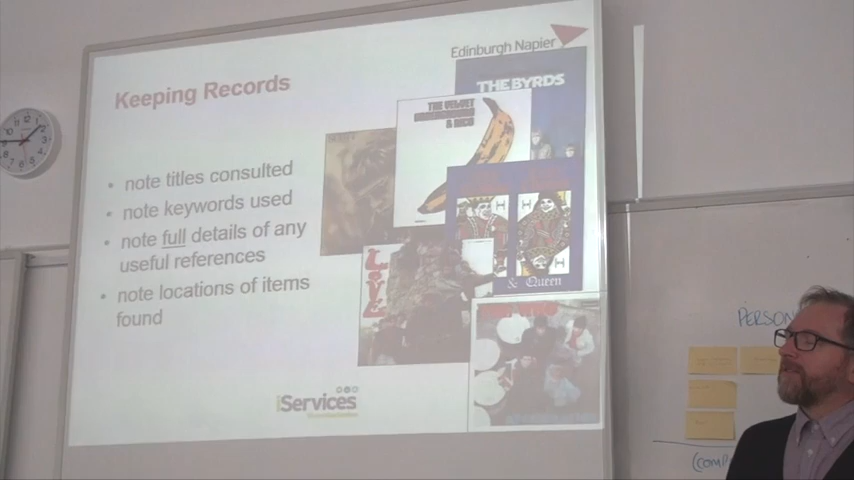 Edinburgh Napier
Keeping Records
THE BYRDS
THE VELVET
UNDERGROUND
& NICO
• note titles consulted
• note keywords used
• note full details of any
useful references
• note locations of items
found
LOVE
& Queen
iServices
PERSON
(COMP